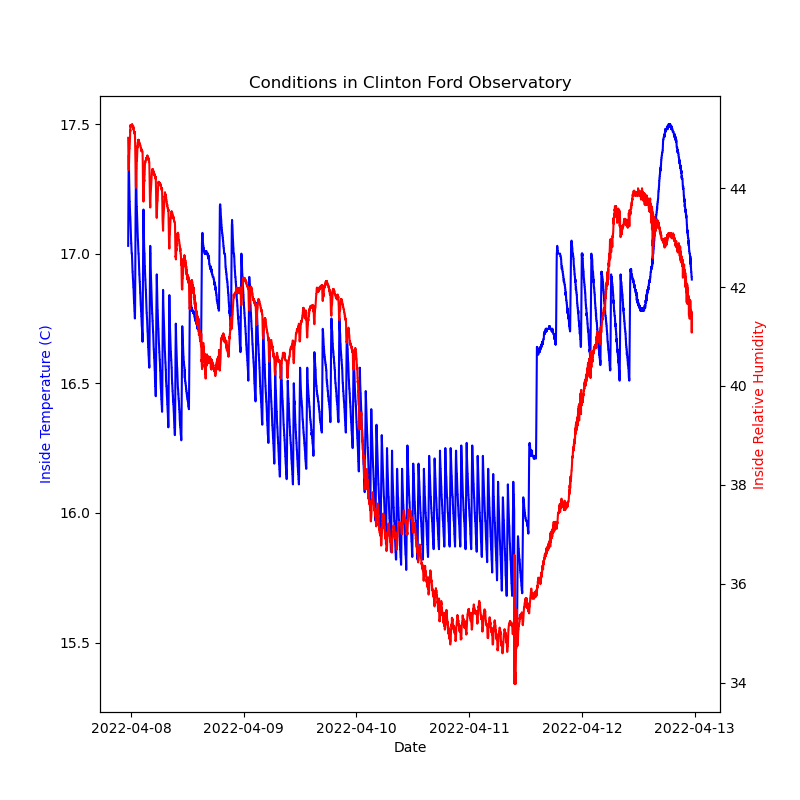 Conditions in Clinton Ford Observatory
17.5
17.0
16.5
16.0
15.5
Inside Temperature (C)
44
42
40
38
36
34
Inside Relative Humidity
2022-04-08 2022-04-09 2022-04-10 2022-04-11 2022-04-12 2022-04-13
Date